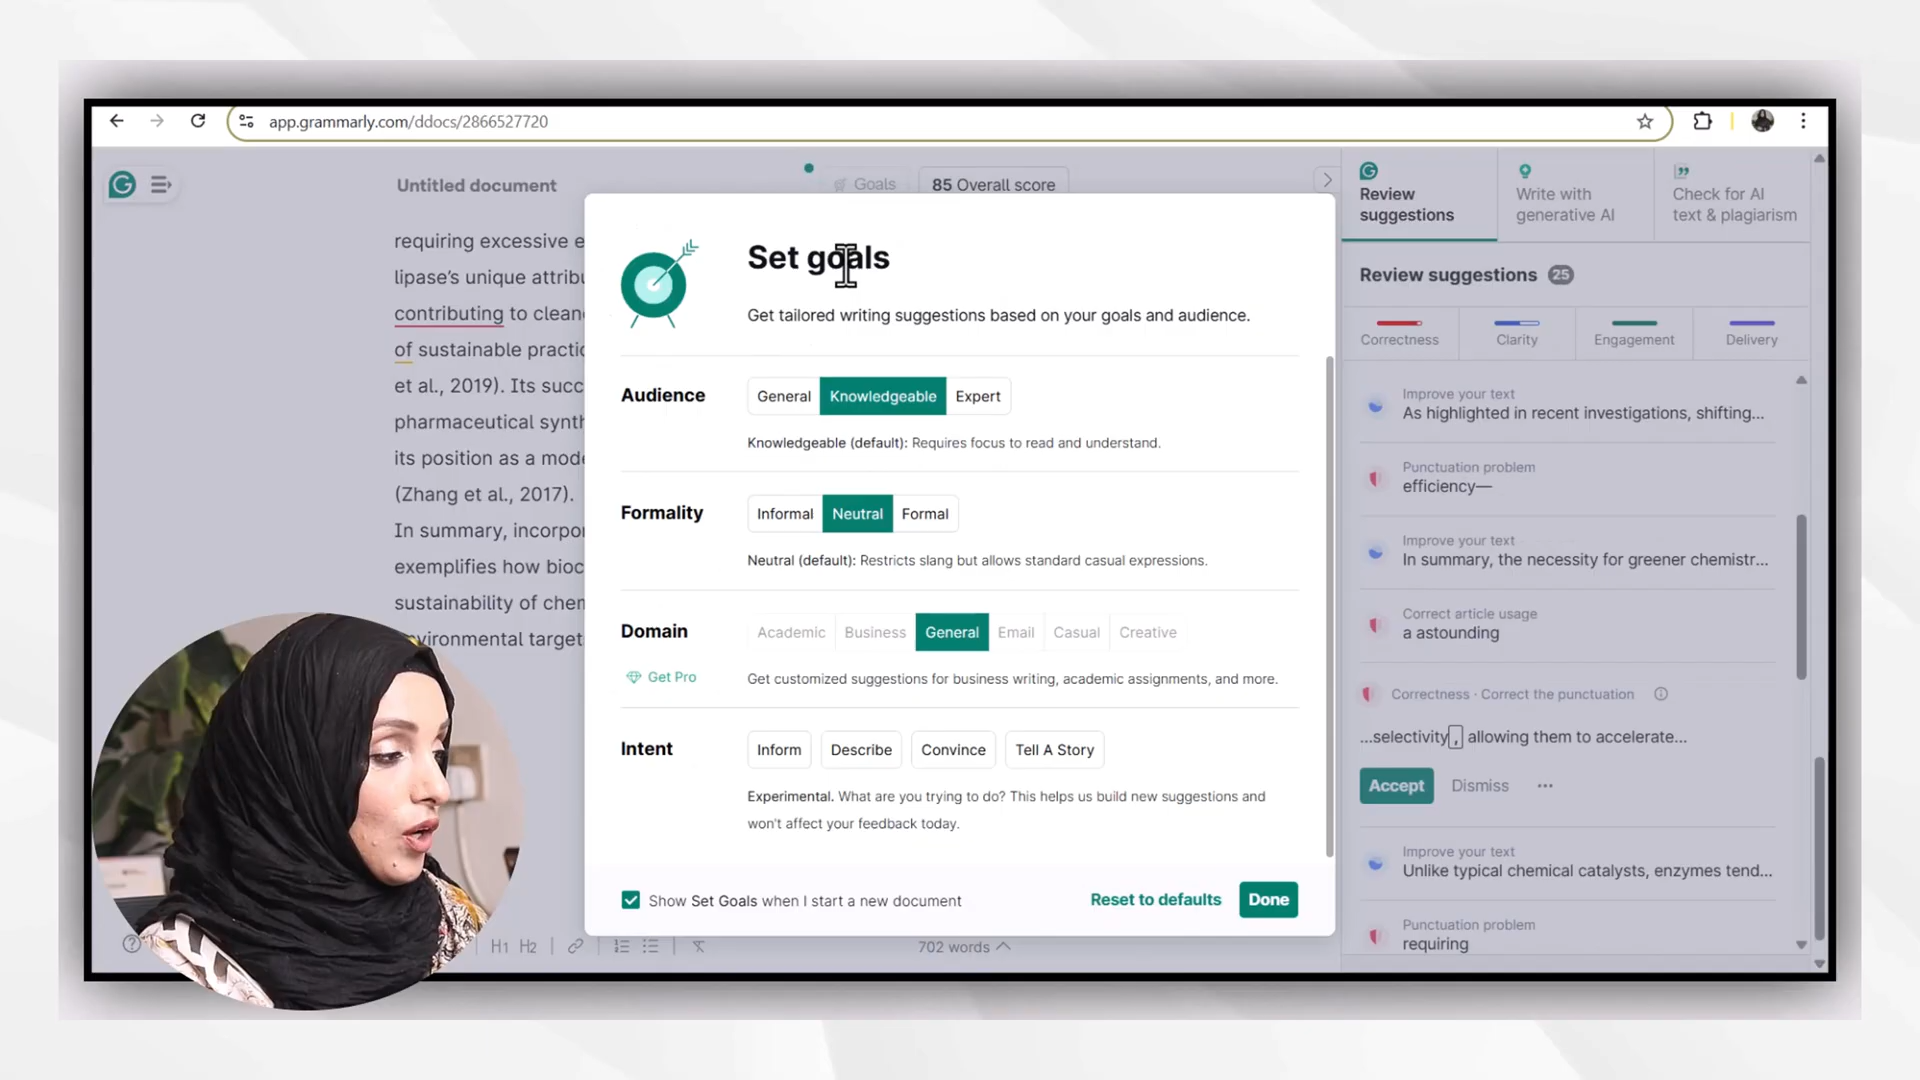 app.grammarly.com/ddocs/2866527720
Untitled document
Goals
85 Overall score
requiring excessive e
lipase's unique attribu
contributing to clean
of sustainable practic
et al., 2019). Its succ
pharmaceutical synth
its position as a mode
(Zhang et al., 2017).
In summary, incorpor
exemplifies how bioc
sustainability of chem
environmental target
H1 H2
702 words
Set goals
Get tailored writing suggestions based on your goals and audience.
Audience
General Knowledgeable Expert
Knowledgeable (default): Requires focus to read and understand.
Formality
Informal Neutral Formal
Neutral (default): Restricts slang but allows standard casual expressions.
Domain
Academic Business General Email Casual Creative
Get Pro
Get customized suggestions for business writing, academic assignments, and more.
Intent
Inform Describe Convince Tell A Story
Experimental. What are you trying to do? This helps us build new suggestions and
won't affect your feedback today.
Show Set Goals when I start a new document
Reset to defaults
Done
Review
suggestions
Write with
generative AI
Check for AI
text & plagiarism
Review suggestions 25
Correctness Clarity Engagement Delivery
Improve your text
As highlighted in recent investigations, shifting...
Punctuation problem
efficiency—
Improve your text
In summary, the necessity for greener chemistr...
Correct article usage
a astounding
Correctness · Correct the punctuation
...selectivity, allowing them to accelerate...
Accept Dismiss ...
Improve your text
Unlike typical chemical catalysts, enzymes tend...
Punctuation problem
requiring